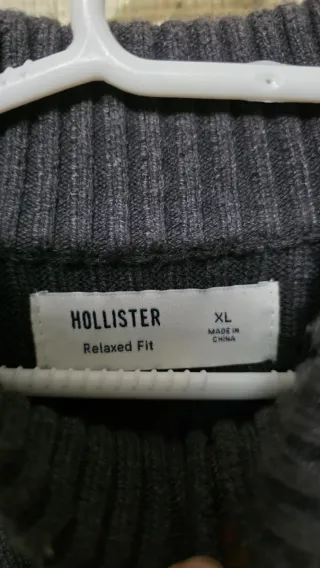 HOLLISTER
Relaxed Fit
XL
MADE IN
CHINA